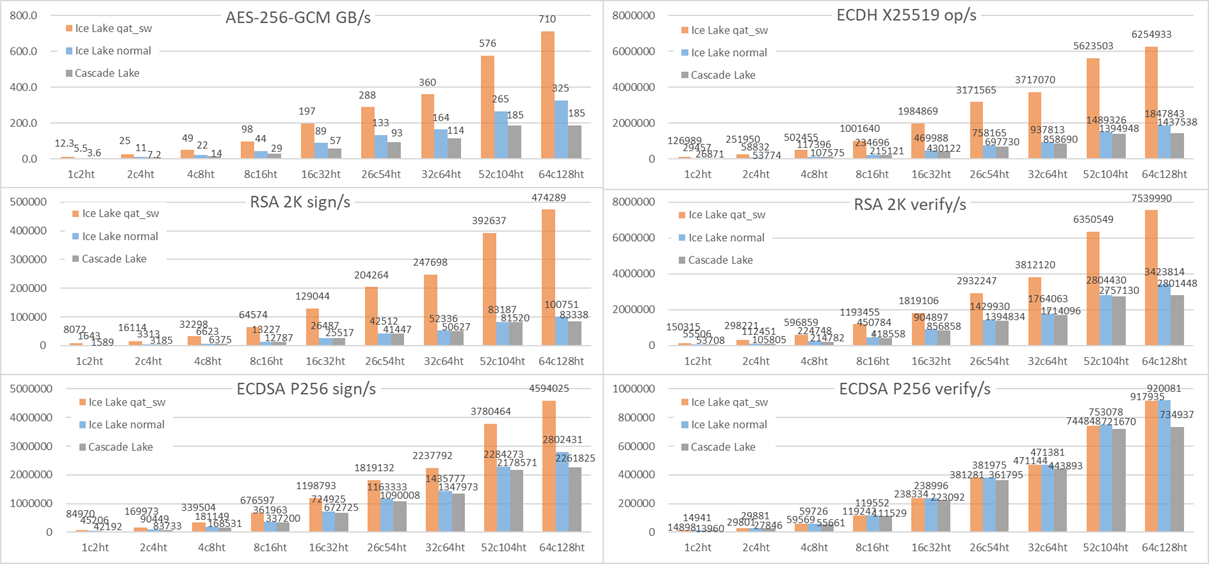 AES-256-GCM GB/s
800.0
600.0
400.0
200.0
0.0
Ice Lake qat_sw
Ice Lake normal
Cascade Lake
12.3 5.5 3.6
25 11 7.2
49 22 14
98 44 29
197 89 57
288 133 93
360 164 114
576 265 185
710 325 185
1c2ht 2c4ht 4c8ht 8c16ht 16c32ht 26c54ht 32c64ht 52c104ht 64c128ht
ECDH X25519 op/s
8000000
6000000
4000000
2000000
0
Ice Lake qat_sw
Ice Lake normal
Cascade Lake
126989 29457 26871
251950 58832 53774
502455 117396 107575
1001640 234696 215121
1984869 469988 430122
3171565 758165 697730
3717070 937813 858690
5623503 1489326 1394948
6254933 1847843 1437538
1c2ht 2c4ht 4c8ht 8c16ht 16c32ht 26c54ht 32c64ht 52c104ht 64c128ht
RSA 2K sign/s
500000
400000
300000
200000
100000
0
Ice Lake qat_sw
Ice Lake normal
Cascade Lake
8072 1643 1589
16114 3313 3185
32298 6623 6375
64574 13227 12787
129044 26487 25517
204264 42512 41447
247698 52336 50627
392637 83187 81520
474289 100751 83338
1c2ht 2c4ht 4c8ht 8c16ht 16c32ht 26c54ht 32c64ht 52c104ht 64c128ht
RSA 2K verify/s
8000000
6000000
4000000
2000000
0
Ice Lake qat_sw
Ice Lake normal
Cascade Lake
150315 55506 53708
298221 112451 105805
596859 224748 214782
1193455 450784 418558
1819106 904897 856858
2932247 1429930 1394834
3812120 1764063 1714096
6350549 2804430 2757130
7539990 3423814 2801448
1c2ht 2c4ht 4c8ht 8c16ht 16c32ht 26c54ht 32c64ht 52c104ht 64c128ht
ECDSA P256 sign/s
5000000
4000000
3000000
2000000
1000000
0
Ice Lake qat_sw
Ice Lake normal
Cascade Lake
84970 45206 42192
169973 90449 83733
339504 181149 168531
676597 361963 337200
1198793 724925 672725
1819132 1163333 1090008
2237792 1435777 1347973
3780464 2284273 2178571
4594025 2802431 2261825
1c2ht 2c4ht 4c8ht 8c16ht 16c32ht 26c54ht 32c64ht 52c104ht 64c128ht
ECDSA P256 verify/s
1000000
800000
600000
400000
200000
0
Ice Lake qat_sw
Ice Lake normal
Cascade Lake
14898 14941 13960
29801 29881 27846
59569 59726 55661
119243 119552 111529
238334 238996 223092
381281 381975 361795
471144 471381 443893
744848 753078 721670
917935 920081 734937
1c2ht 2c4ht 4c8ht 8c16ht 16c32ht 26c54ht 32c64ht 52c104ht 64c128ht